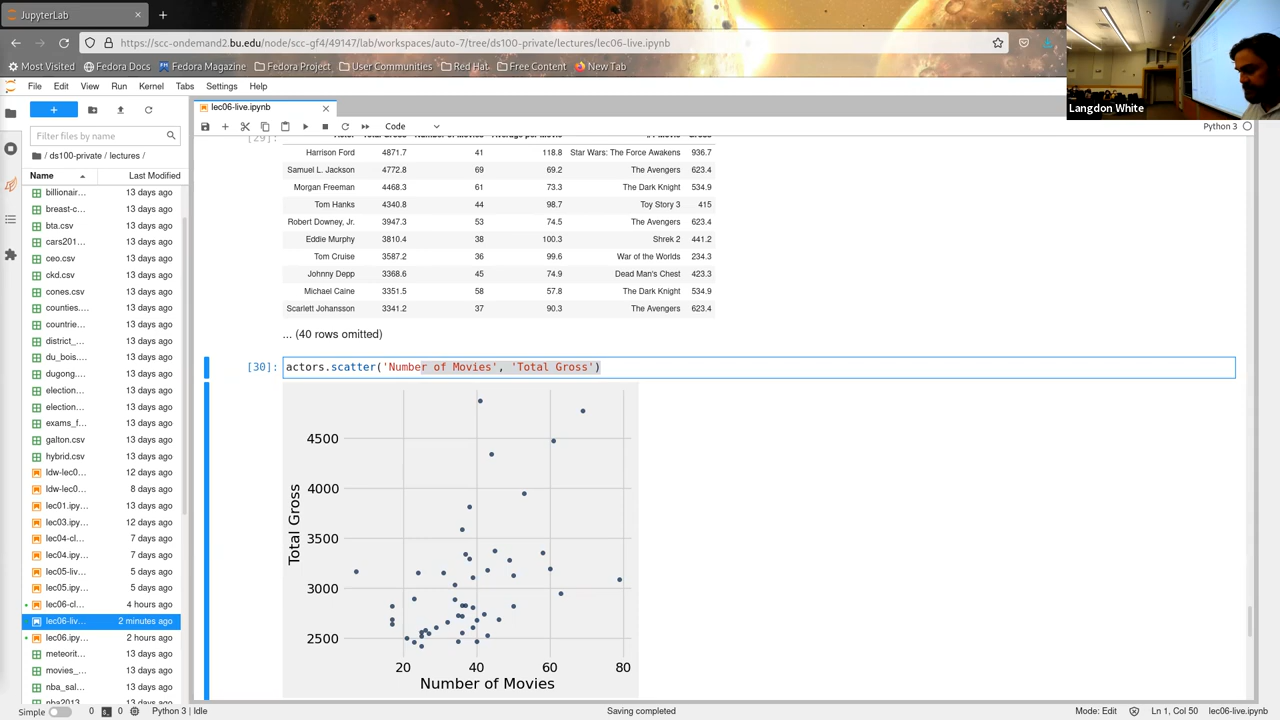 JupyterLab
https://scc-ondemand2.bu.edu/node/scc-gf4/49147/lab/workspaces/auto-7/tree/ds100-private/lectures/lec06-live.ipynb
Most Visited Fedora Docs Fedora Magazine Fedora Project User Communities Red Hat Free Content New Tab
Langdon White
File Edit View Run Kernel Tabs Settings Help
lec06-live.ipynb
Code
Python 3
Filter files by name
/ ds100-private / lectures /
Name Last Modified
billionair... 13 days ago
breast-c... 13 days ago
bta.csv 13 days ago
cars201... 13 days ago
ceo.csv 13 days ago
ckd.csv 13 days ago
cones.csv 13 days ago
counties.... 13 days ago
countrie... 13 days ago
district_... 13 days ago
du_bois.... 13 days ago
dugong.... 13 days ago
election... 13 days ago
election... 13 days ago
exams_f... 13 days ago
galton.csv 13 days ago
hybrid.csv 13 days ago
ldw-lec0... 12 days ago
ldw-lec0... 8 days ago
lec01.ipy... 13 days ago
lec03.ipy... 12 days ago
lec04-cl... 7 days ago
lec04.ipy... 7 days ago
lec05-liv... 5 days ago
lec05.ipy... 5 days ago
lec06-cl... 4 hours ago
lec06-liv... 2 minutes ago
lec06.ipy... 2 hours ago
meteorit... 13 days ago
movies_... 13 days ago
nba_sal... 13 days ago
nba2013... 13 days ago
[29]:
Harrison Ford 4871.7 41 118.8 Star Wars: The Force Awakens 936.7
Samuel L. Jackson 4772.8 69 69.2 The Avengers 623.4
Morgan Freeman 4468.3 61 73.3 The Dark Knight 534.9
Tom Hanks 4340.8 44 98.7 Toy Story 3 415
Robert Downey, Jr. 3947.3 53 74.5 The Avengers 623.4
Eddie Murphy 3810.4 38 100.3 Shrek 2 441.2
Tom Cruise 3587.2 36 99.6 War of the Worlds 234.3
Johnny Depp 3368.6 45 74.9 Dead Man's Chest 423.3
Michael Caine 3351.5 58 57.8 The Dark Knight 534.9
Scarlett Johansson 3341.2 37 90.3 The Avengers 623.4
... (40 rows omitted)
[30]: actors.scatter('Number of Movies', 'Total Gross')
4500
4000
3500
3000
2500
Total Gross
20 40 60 80
Number of Movies
Simple 0 0 Python 3 | Idle Saving completed Mode: Edit Ln 1, Col 50 lec06-live.ipynb